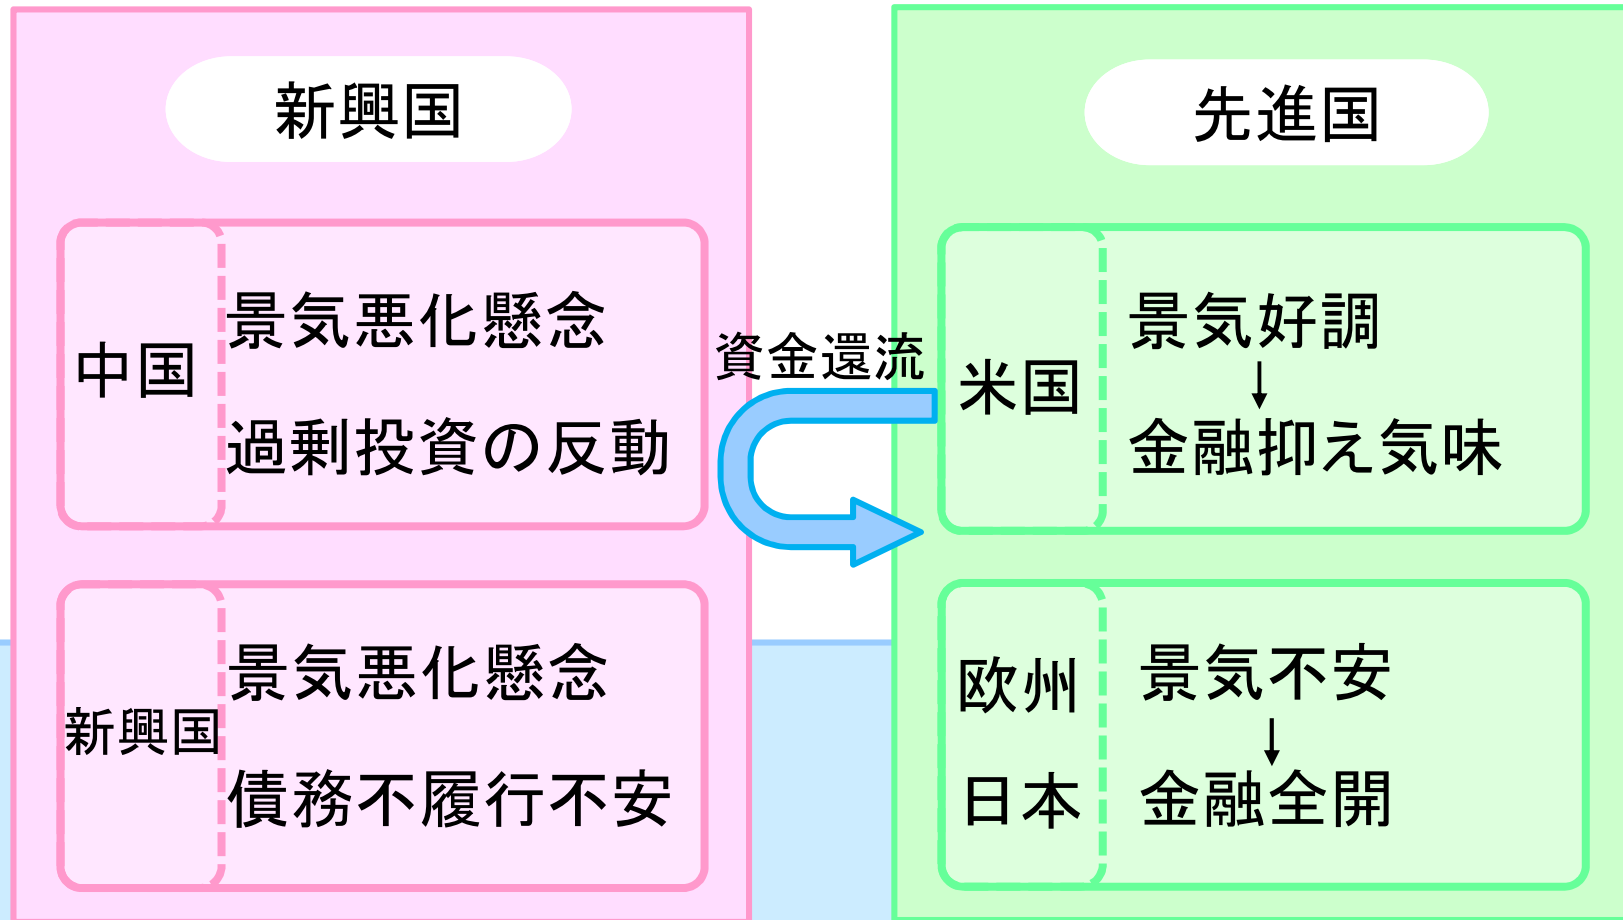 新興国
中国
景気悪化懸念
過剰投資の反動
新興国
景気悪化懸念
債務不履行不安
資金還流
先進国
米国
景気好調
↓
金融抑え気味
欧州
日本
景気不安
↓
金融全開